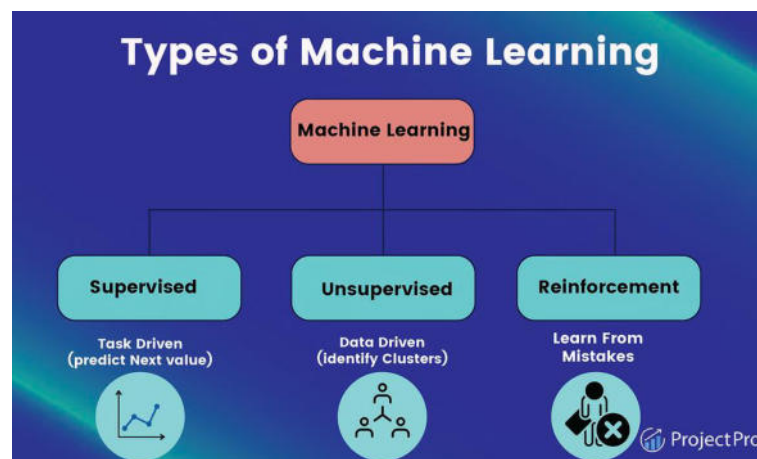 Types of Machine Learning
Machine Learning
Supervised
Unsupervised
Reinforcement
Task Driven
(predict Next value)
Data Driven
(identify Clusters)
Learn From
Mistakes
ProjectPro